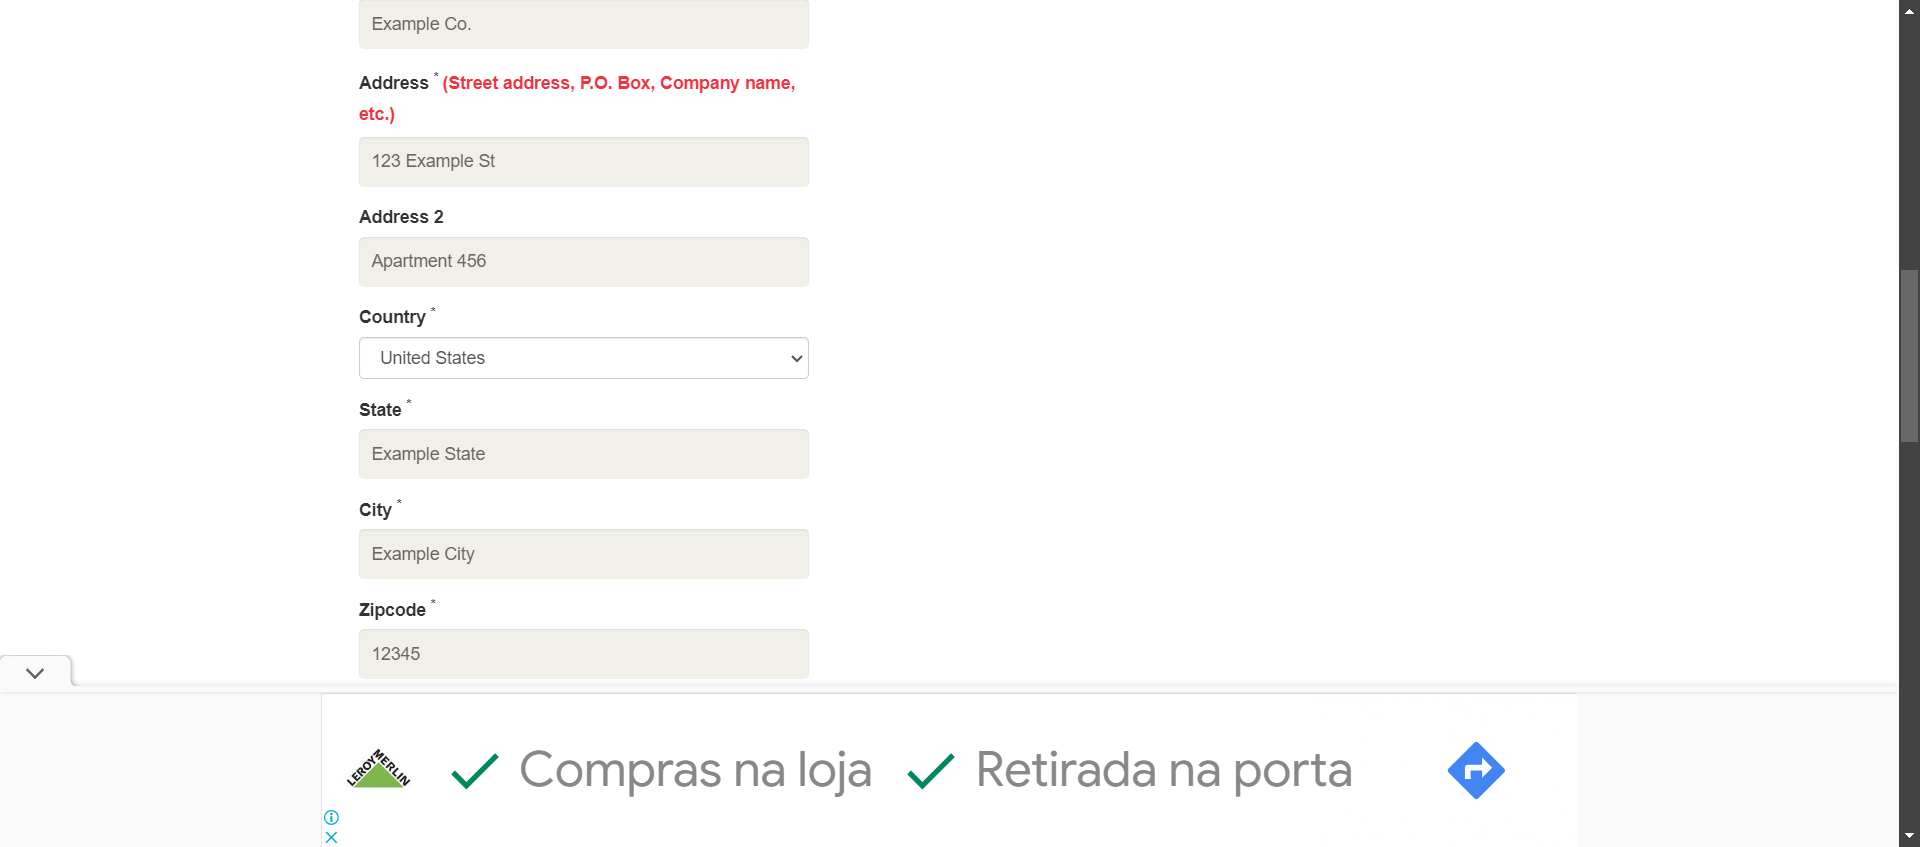 Example Co.
Address * (Street address, P.O. Box, Company name,
etc.)
123 Example St
Address 2
Apartment 456
Country *
United States
State *
Example State
City *
Example City
Zipcode *
12345
LEROY MERLIN
Compras na loja
Retirada na porta